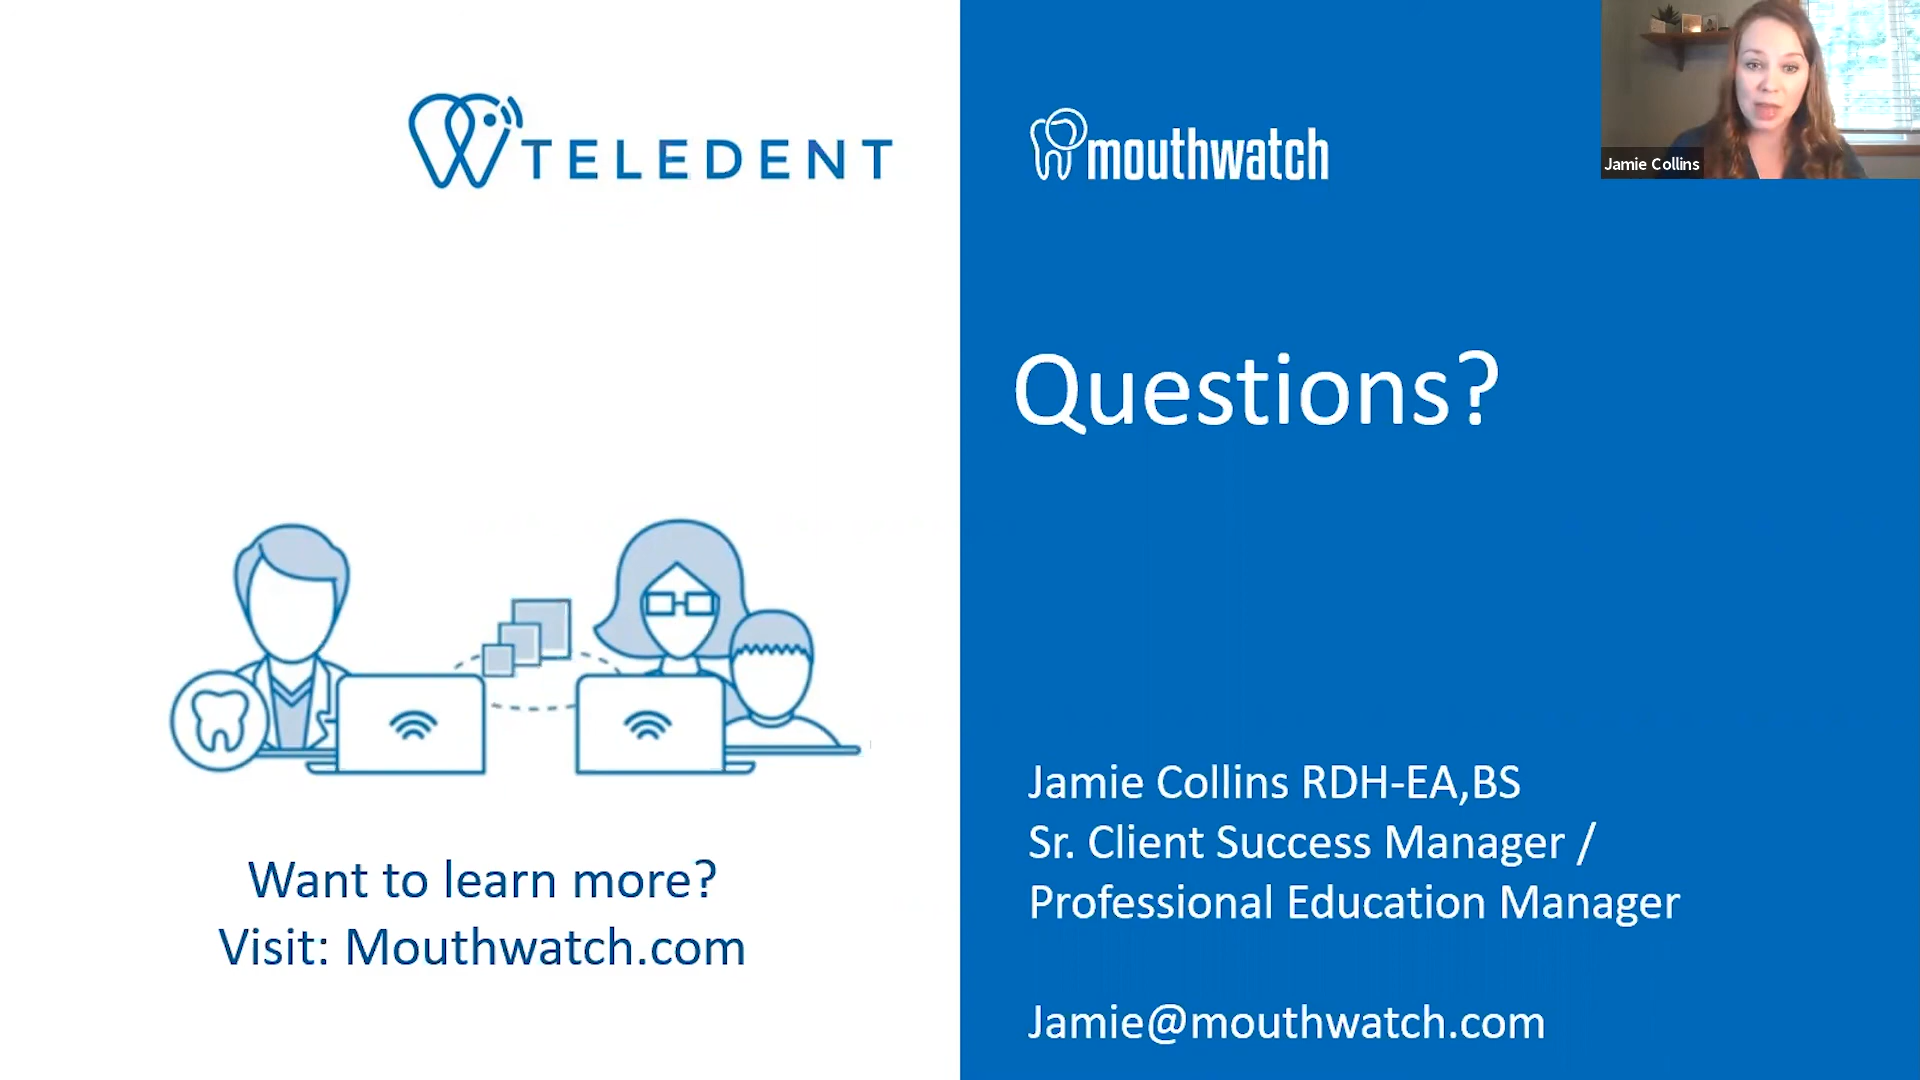 TELEDENT
mouthwatch
Jamie Collins
Questions?
Want to learn more?
Visit: Mouthwatch.com
Jamie Collins RDH-EA,BS
Sr. Client Success Manager /
Professional Education Manager
Jamie@mouthwatch.com